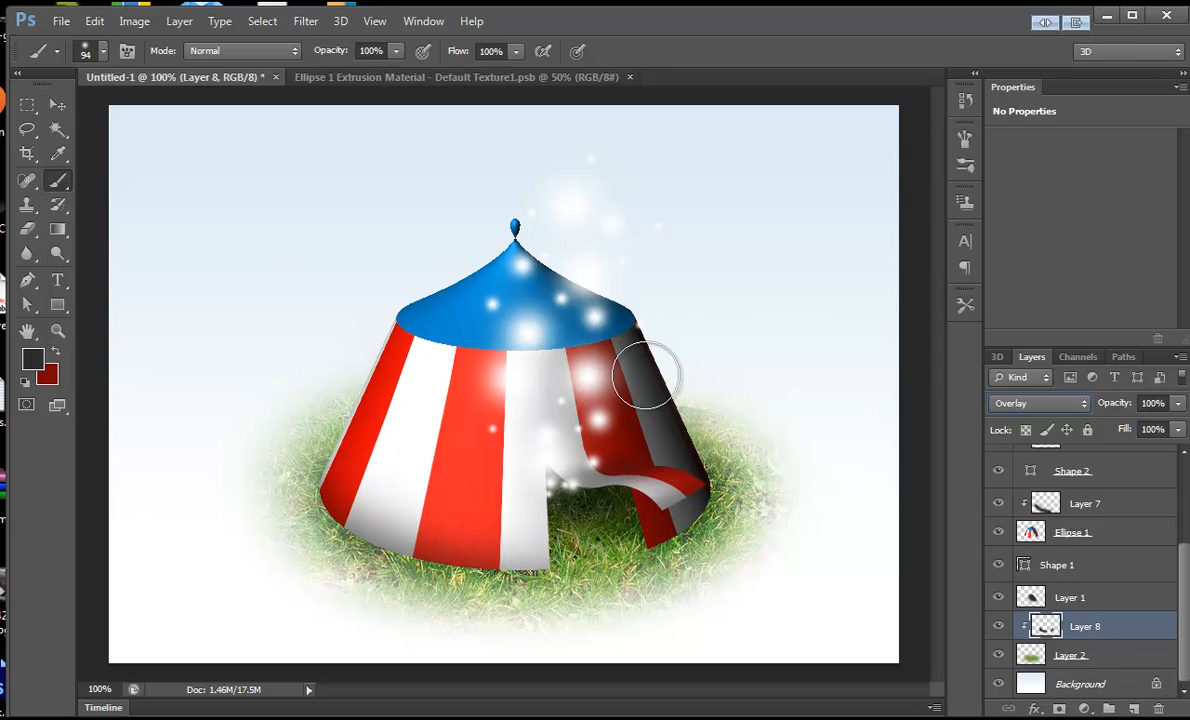 Ps File Edit Image Layer Type Select Filter 3D View Window Help
94 Mode: Normal Opacity: 100% Flow: 100% 3D
Untitled-1 @ 100% (Layer 8, RGB/8) * × Ellipse 1 Extrusion Material - Default Texture1.psb @ 50% (RGB/8#) ×
Properties
No Properties
3D Layers Channels Paths
Kind
Overlay Opacity: 100%
Lock: Fill: 100%
Shape 2
Layer 7
Ellipse 1
Shape 1
Layer 1
Layer 8
Layer 2
Background
100% Doc: 1.46M/17.5M
Timeline